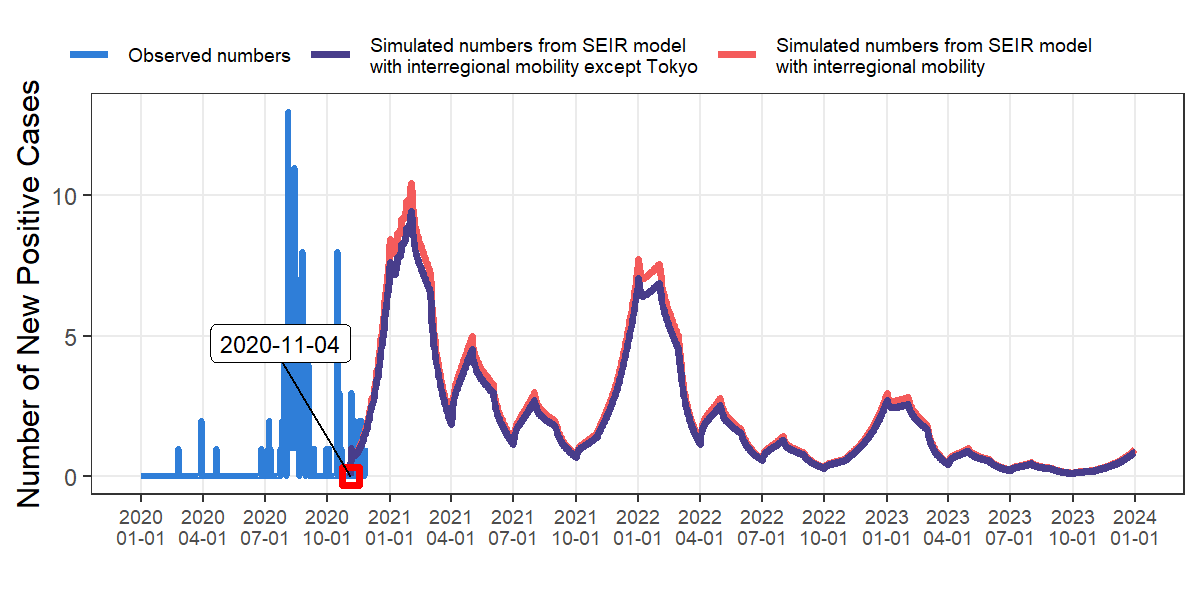 Observed numbers
Simulated numbers from SEIR model
with interregional mobility except Tokyo
Simulated numbers from SEIR model
with interregional mobility
Number of New Positive Cases
10
5
0
2020-11-04
2020 2020 2020 2020 2021 2021 2021 2021 2022 2022 2022 2022 2023 2023 2023 2023 2024
01-01 04-01 07-01 10-01 01-01 04-01 07-01 10-01 01-01 04-01 07-01 10-01 01-01 04-01 07-01 10-01 01-01